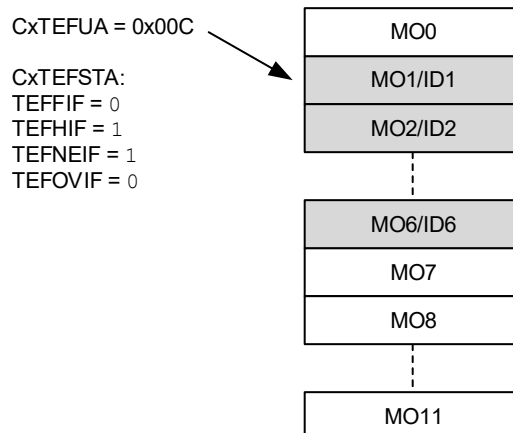 CxTEFUA = 0x00C
CxTEFSTA:
TEFFIF = 0
TEFHIF = 1
TEFNEIF = 1
TEFOVIF = 0
MO0
MO1/ID1
MO2/ID2
MO6/ID6
MO7
MO8
MO11